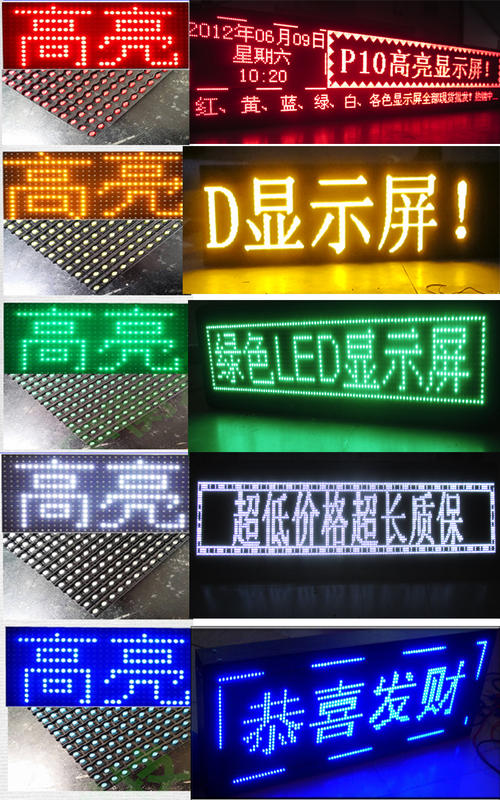 高亮
2012年06月09日
星期六
10:20
P10高亮显示屏!
红、黄、蓝、绿、白、各色显示屏全部现货批发!
高亮
D显示屏!
高亮
绿色LED显示屏
高亮
超低价格超长质保
高亮
恭喜发财